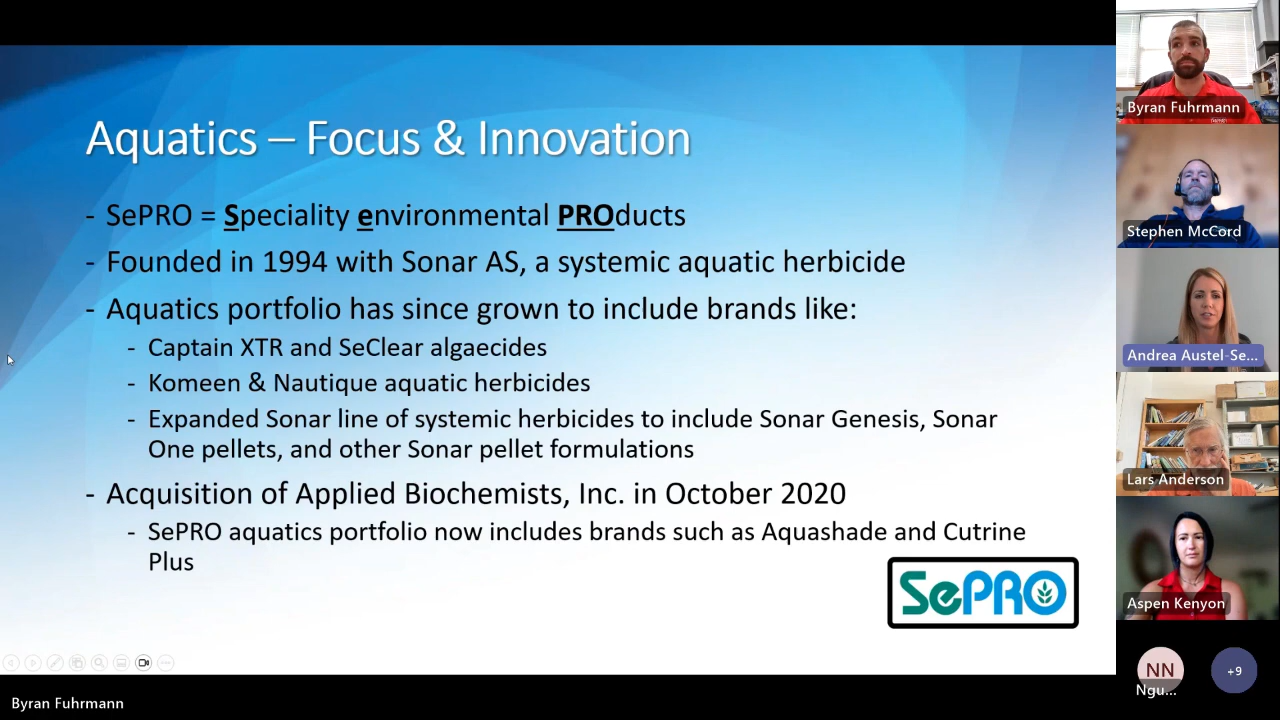 Aquatics – Focus & Innovation
- SePRO = Speciality environmental PROducts
- Founded in 1994 with Sonar AS, a systemic aquatic herbicide
- Aquatics portfolio has since grown to include brands like:
- Captain XTR and SeClear algaecides
- Komeen & Nautique aquatic herbicides
- Expanded Sonar line of systemic herbicides to include Sonar Genesis, Sonar
One pellets, and other Sonar pellet formulations
- Acquisition of Applied Biochemists, Inc. in October 2020
- SePRO aquatics portfolio now includes brands such as Aquashade and Cutrine
Plus
SePRO
Byran Fuhrmann
Byran Fuhrmann
Stephen McCord
Andrea Austel-Se...
Lars Anderson
Aspen Kenyon
NN
Ngu...
+9